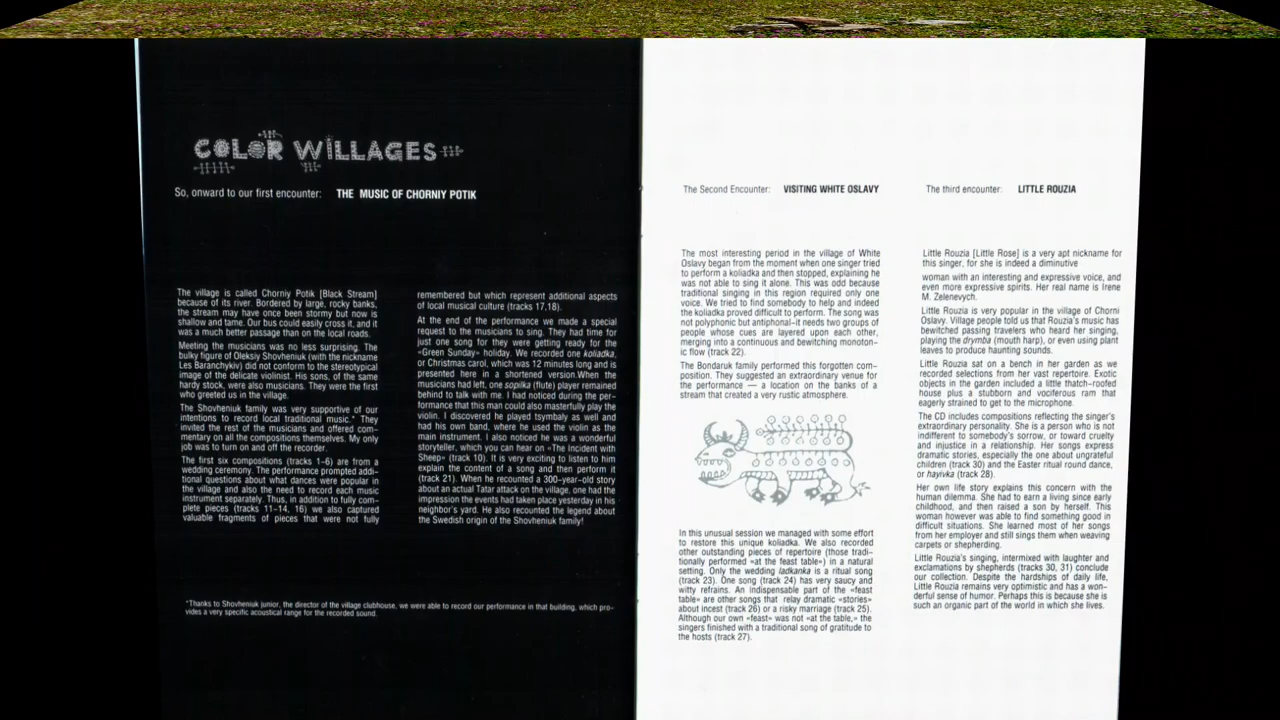 COLOR WILLAGES
So, onward to our first encounter: THE MUSIC OF CHORNIY POTIK
The village is called Chorniy Potik [Black Stream]
because of its river. Bordered by large, rocky banks,
the stream may have once been stormy but now is
shallow and tame. Our bus could easily cross it, and it
was a much better passage than on the local roads.
Meeting the musicians was no less surprising. The
bulky figure of Oleksiy Shovheniuk (with the nickname
Les Baranchykiv) did not conform to the stereotypical
image of the delicate violinist. His sons, of the same
hardy stock, were also musicians. They were the first
who greeted us in the village.
The Shovheniuk family was very supportive of our
intentions to record local traditional music.* They
invited the rest of the musicians and offered com-
mentary on all the compositions themselves. My only
job was to turn on and off the recorder.
The first six compositions (tracks 1-6) are from a
wedding ceremony. The performance prompted addi-
tional questions about what dances were popular in
the village and also the need to record each music
instrument separately. Thus, in addition to fully com-
plete pieces (tracks 11-14, 16) we also captured
valuable fragments of pieces that were not fully
remembered but which represent additional aspects
of local musical culture (tracks 17,18).
At the end of the performance we made a special
request to the musicians to sing. They had time for
just one song for they were getting ready for the
«Green Sunday» holiday. We recorded one koliadka,
or Christmas carol, which was 12 minutes long and is
presented here in a shortened version.When the
musicians had left, one sopilka (flute) player remained
behind to talk with me. I had noticed during the per-
formance that this man could also masterfully play the
violin. I discovered he played tsymbaly as well and
had his own band, where he used the violin as the
main instrument. I also noticed he was a wonderful
storyteller, which you can hear on «The Incident with
Sheep» (track 10). It is very exciting to listen to him
explain the content of a song and then perform it
(track 21). When he recounted a 300-year-old story
about an actual Tatar attack on the village, one had the
impression the events had taken place yesterday in his
neighbor's yard. He also recounted the legend about
the Swedish origin of the Shovheniuk family!
*Thanks to Shovheniuk junior, the director of the village clubhouse, we were able to record our performance in that building, which pro-
vides a very specific acoustical range for the recorded sound.
The Second Encounter: VISITING WHITE OSLAVY
The most interesting period in the village of White
Oslavy began from the moment when one singer tried
to perform a koliadka and then stopped, explaining he
was not able to sing it alone. This was odd because
traditional singing in this region required only one
voice. We tried to find somebody to help and indeed
the koliadka proved difficult to perform. The song was
not polyphonic but antiphonal-it needs two groups of
people whose cues are layered upon each other,
merging into a continuous and bewitching monoton-
ic flow (track 22).
The Bondaruk family performed this forgotten com-
position. They suggested an extraordinary venue for
the performance — a location on the banks of a
stream that created a very rustic atmosphere.
In this unusual session we managed with some effort
to restore this unique koliadka. We also recorded
other outstanding pieces of repertoire (those tradi-
tionally performed «at the feast table») in a natural
setting. Only the wedding ladkanka is a ritual song
(track 23). One song (track 24) has very saucy and
witty refrains. An indispensable part of the «feast
table» are other songs that relay dramatic «stories»
about incest (track 26) or a risky marriage (track 25).
Although our own «feast» was not «at the table,» the
singers finished with a traditional song of gratitude to
the hosts (track 27).
The third encounter: LITTLE ROUZIA
Little Rouzia [Little Rose] is a very apt nickname for
this singer, for she is indeed a diminutive
woman with an interesting and expressive voice, and
even more expressive spirits. Her real name is Irene
M. Zelenevych.
Little Rouzia is very popular in the village of Chorni
Oslavy. Village people told us that Rouzia's music has
bewitched passing travelers who heard her singing,
playing the drymba (mouth harp), or even using plant
leaves to produce haunting sounds.
Little Rouzia sat on a bench in her garden as we
recorded selections from her vast repertoire. Exotic
objects in the garden included a little thatch-roofed
house plus a stubborn and vociferous ram that
eagerly strained to get to the microphone.
The CD includes compositions reflecting the singer's
extraordinary personality. She is a person who is not
indifferent to somebody's sorrow, or toward cruelty
and injustice in a relationship. Her songs express
dramatic stories, especially the one about ungrateful
children (track 30) and the Easter ritual round dance,
or hayivka (track 28).
Her own life story explains this concern with the
human dilemma. She had to earn a living since early
childhood, and then raised a son by herself. This
woman however was able to find something good in
difficult situations. She learned most of her songs
from her employer and still sings them when weaving
carpets or shepherding.
Little Rouzia's singing, intermixed with laughter and
exclamations by shepherds (tracks 30, 31) conclude
our collection. Despite the hardships of daily life,
Little Rouzia remains very optimistic and has a won-
derful sense of humor. Perhaps this is because she is
such an organic part of the world in which she lives.